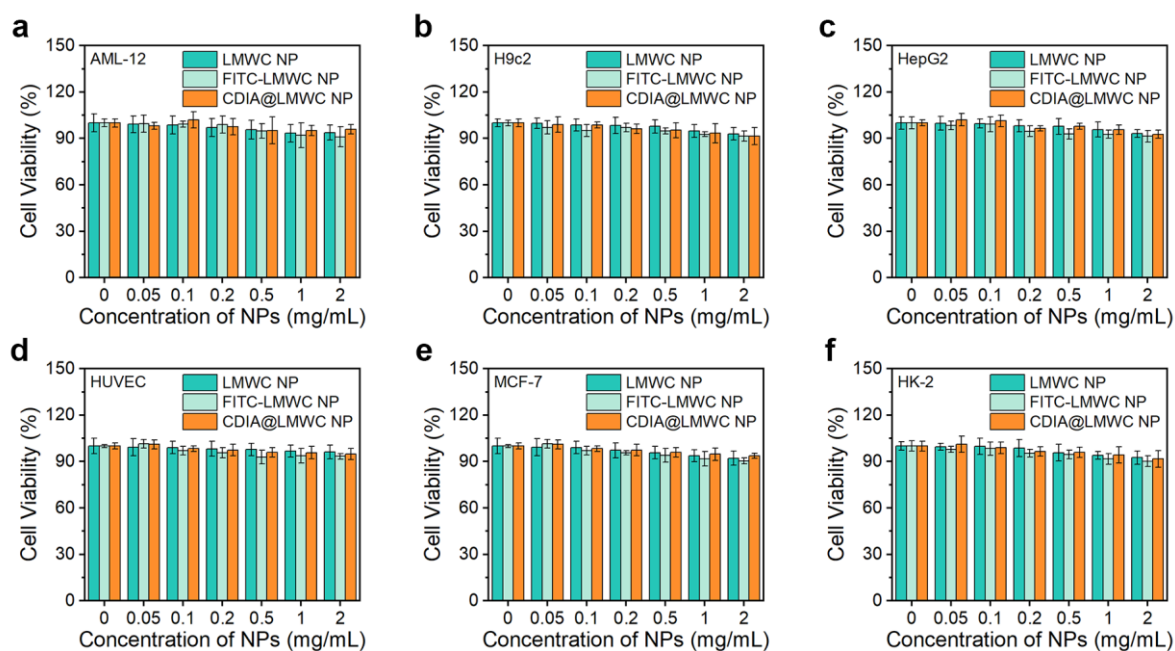 a
150
AML-12
LMWC NP
FITC-LMWC NP
CDIA@LMWC NP
120
90
60
30
0
Cell Viability (%)
0 0.05 0.1 0.2 0.5 1 2
Concentration of NPs (mg/mL)
b
150
H9c2
LMWC NP
FITC-LMWC NP
CDIA@LMWC NP
120
90
60
30
0
Cell Viability (%)
0 0.05 0.1 0.2 0.5 1 2
Concentration of NPs (mg/mL)
c
150
HepG2
LMWC NP
FITC-LMWC NP
CDIA@LMWC NP
120
90
60
30
0
Cell Viability (%)
0 0.05 0.1 0.2 0.5 1 2
Concentration of NPs (mg/mL)
d
150
HUVEC
LMWC NP
FITC-LMWC NP
CDIA@LMWC NP
120
90
60
30
0
Cell Viability (%)
0 0.05 0.1 0.2 0.5 1 2
Concentration of NPs (mg/mL)
e
150
MCF-7
LMWC NP
FITC-LMWC NP
CDIA@LMWC NP
120
90
60
30
0
Cell Viability (%)
0 0.05 0.1 0.2 0.5 1 2
Concentration of NPs (mg/mL)
f
150
HK-2
LMWC NP
FITC-LMWC NP
CDIA@LMWC NP
120
90
60
30
0
Cell Viability (%)
0 0.05 0.1 0.2 0.5 1 2
Concentration of NPs (mg/mL)